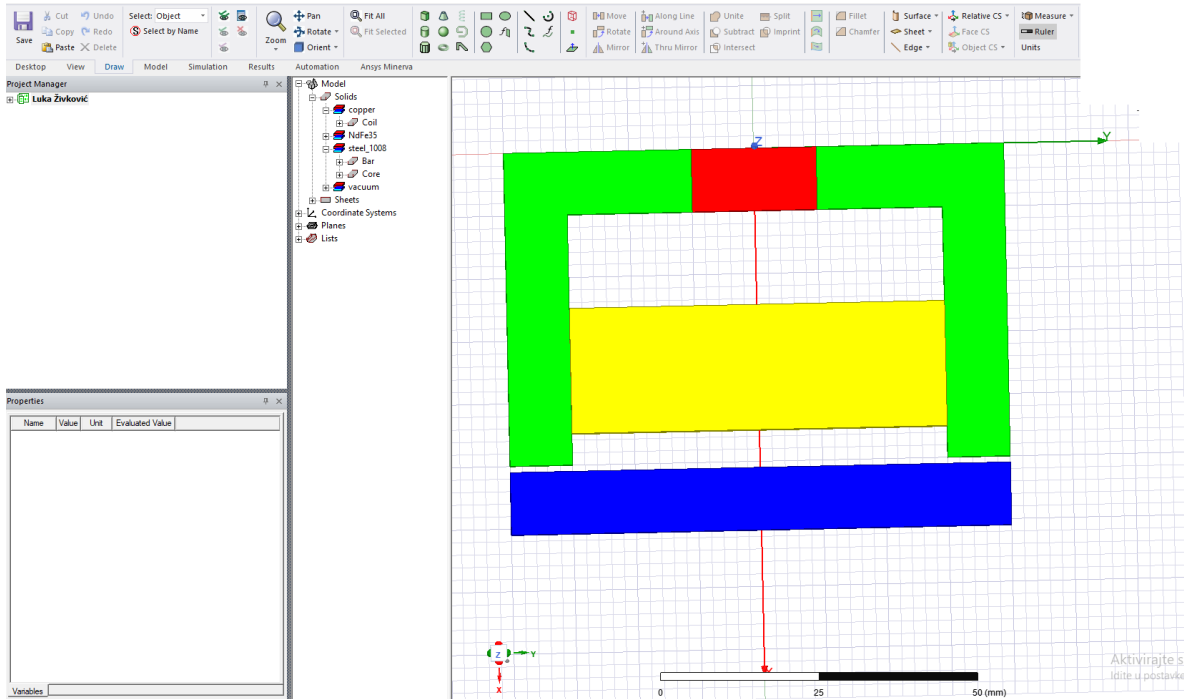 Cut Undo Select: Object Pan Fit All Move Along Line Unite Split Fillet Surface Relative CS Measure
Save Copy Redo Select by Name Zoom Rotate Fit Selected Rotate Around Axis Subtract Imprint Chamfer Sheet Face CS Ruler
Paste Delete Orient Mirror Thru Mirror Intersect Edge Object CS Units
Desktop View Draw Model Simulation Results Automation Ansys Minerva
Project Manager
Luka Živković
Model
Solids
copper
Coil
NdFe35
steel_1008
Bar
Core
vacuum
Sheets
Coordinate Systems
Planes
Lists
Properties
Name Value Unit Evaluated Value
Variables
Z
Y
Z Y
X
0 25 50 (mm)
Aktivirajte s
Idite u postavke